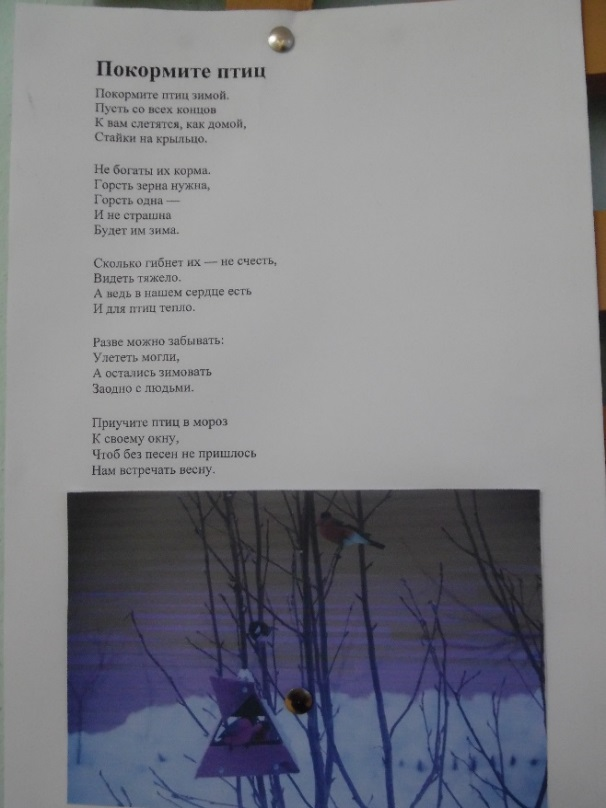 Покормите птиц
Покормите птиц зимой.
Пусть со всех концов
К вам слетятся, как домой,
Стайки на крыльцо.
Не богаты их корма.
Горсть зерна нужна,
Горсть одна —
И не страшна
Будет им зима.
Сколько гибнет их — не счесть,
Видеть тяжело.
А ведь в нашем сердце есть
И для птиц тепло.
Разве можно забывать:
Улететь могли,
А остались зимовать
Заодно с людьми.
Приучите птиц в мороз
К своему окну,
Чтоб без песен не пришлось
Нам встречать весну.